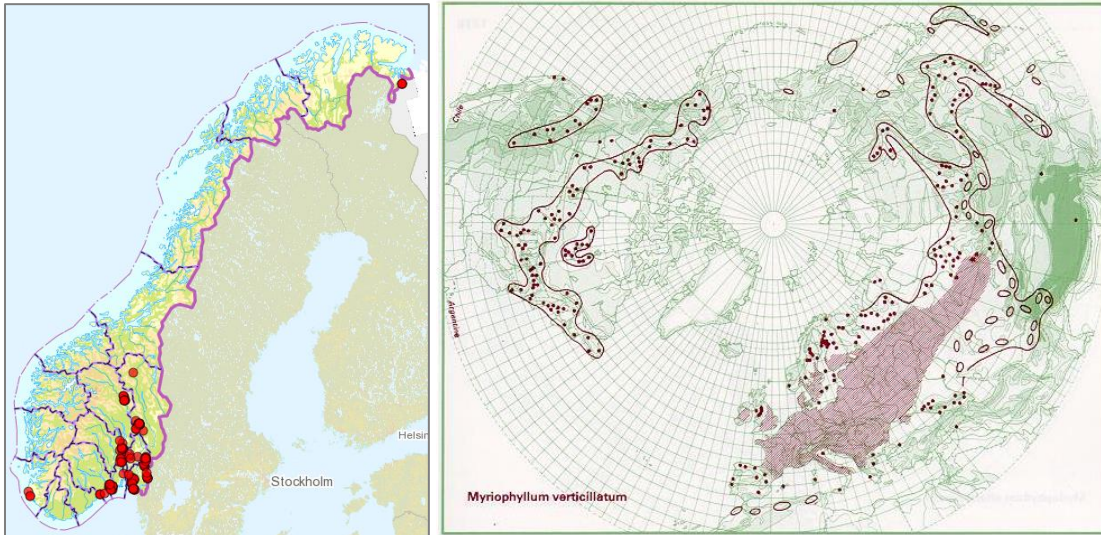 Helsin
Stockholm
Chile
Argentina
Myriophyllum verticillatum